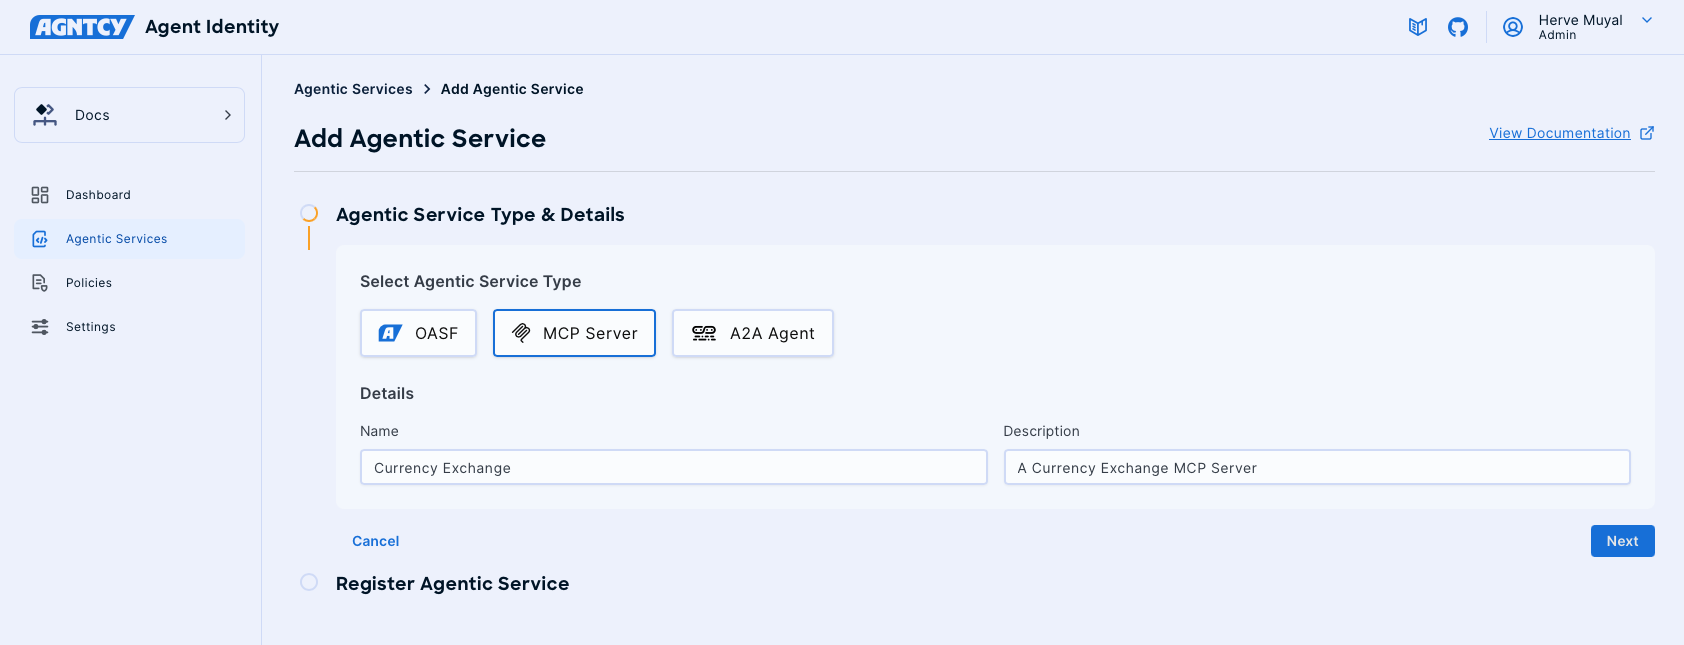 AGNTCY Agent Identity
Herve Muyal
Admin
Docs
Dashboard
Agentic Services
Policies
Settings
Agentic Services > Add Agentic Service
Add Agentic Service
View Documentation
Agentic Service Type & Details
Select Agentic Service Type
OASF MCP Server A2A Agent
Details
Name Description
Currency Exchange A Currency Exchange MCP Server
Cancel Next
Register Agentic Service